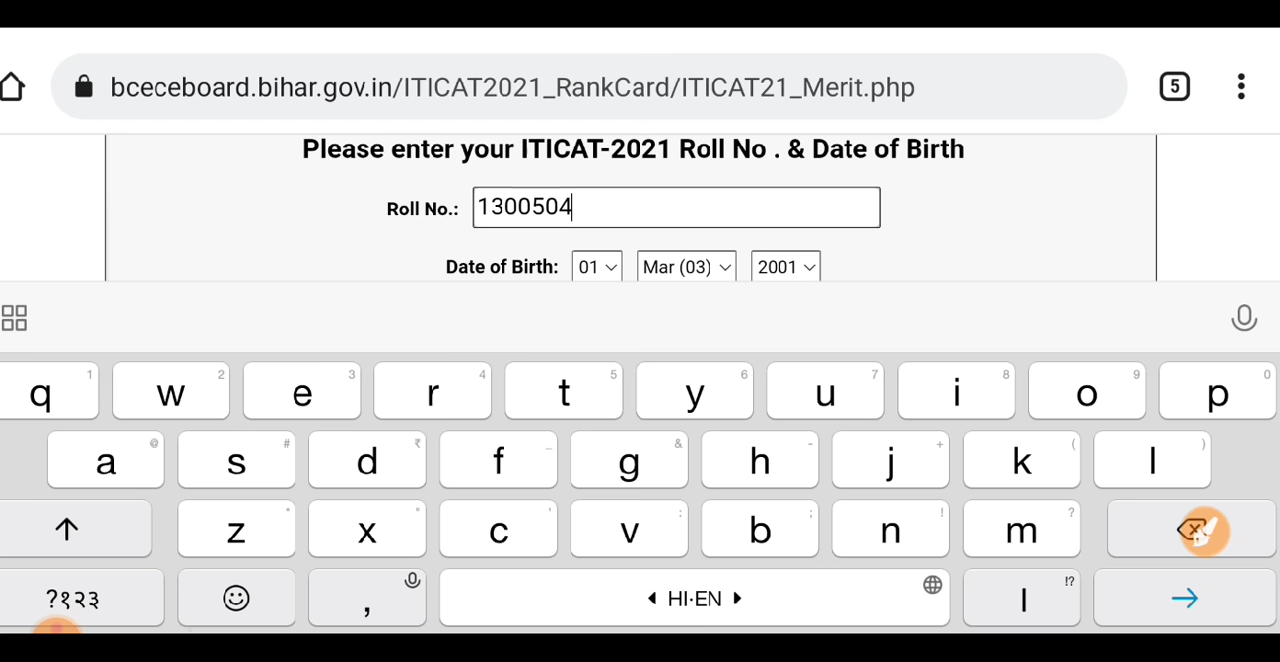 bceceboard.bihar.gov.in/ITICAT2021_RankCard/ITICAT21_Merit.php 5
Please enter your ITICAT-2021 Roll No . & Date of Birth
Roll No.: 1300504
Date of Birth: 01 Mar (03) 2001
q 1 w 2 e 3 r 4 t 5 y 6 u 7 i 8 o 9 p 0
a @ s # d ₹ f _ g & h - j + k ( l )
z * x " c ' v : b ; n ! m ?
?१२३ , HI·EN । !?